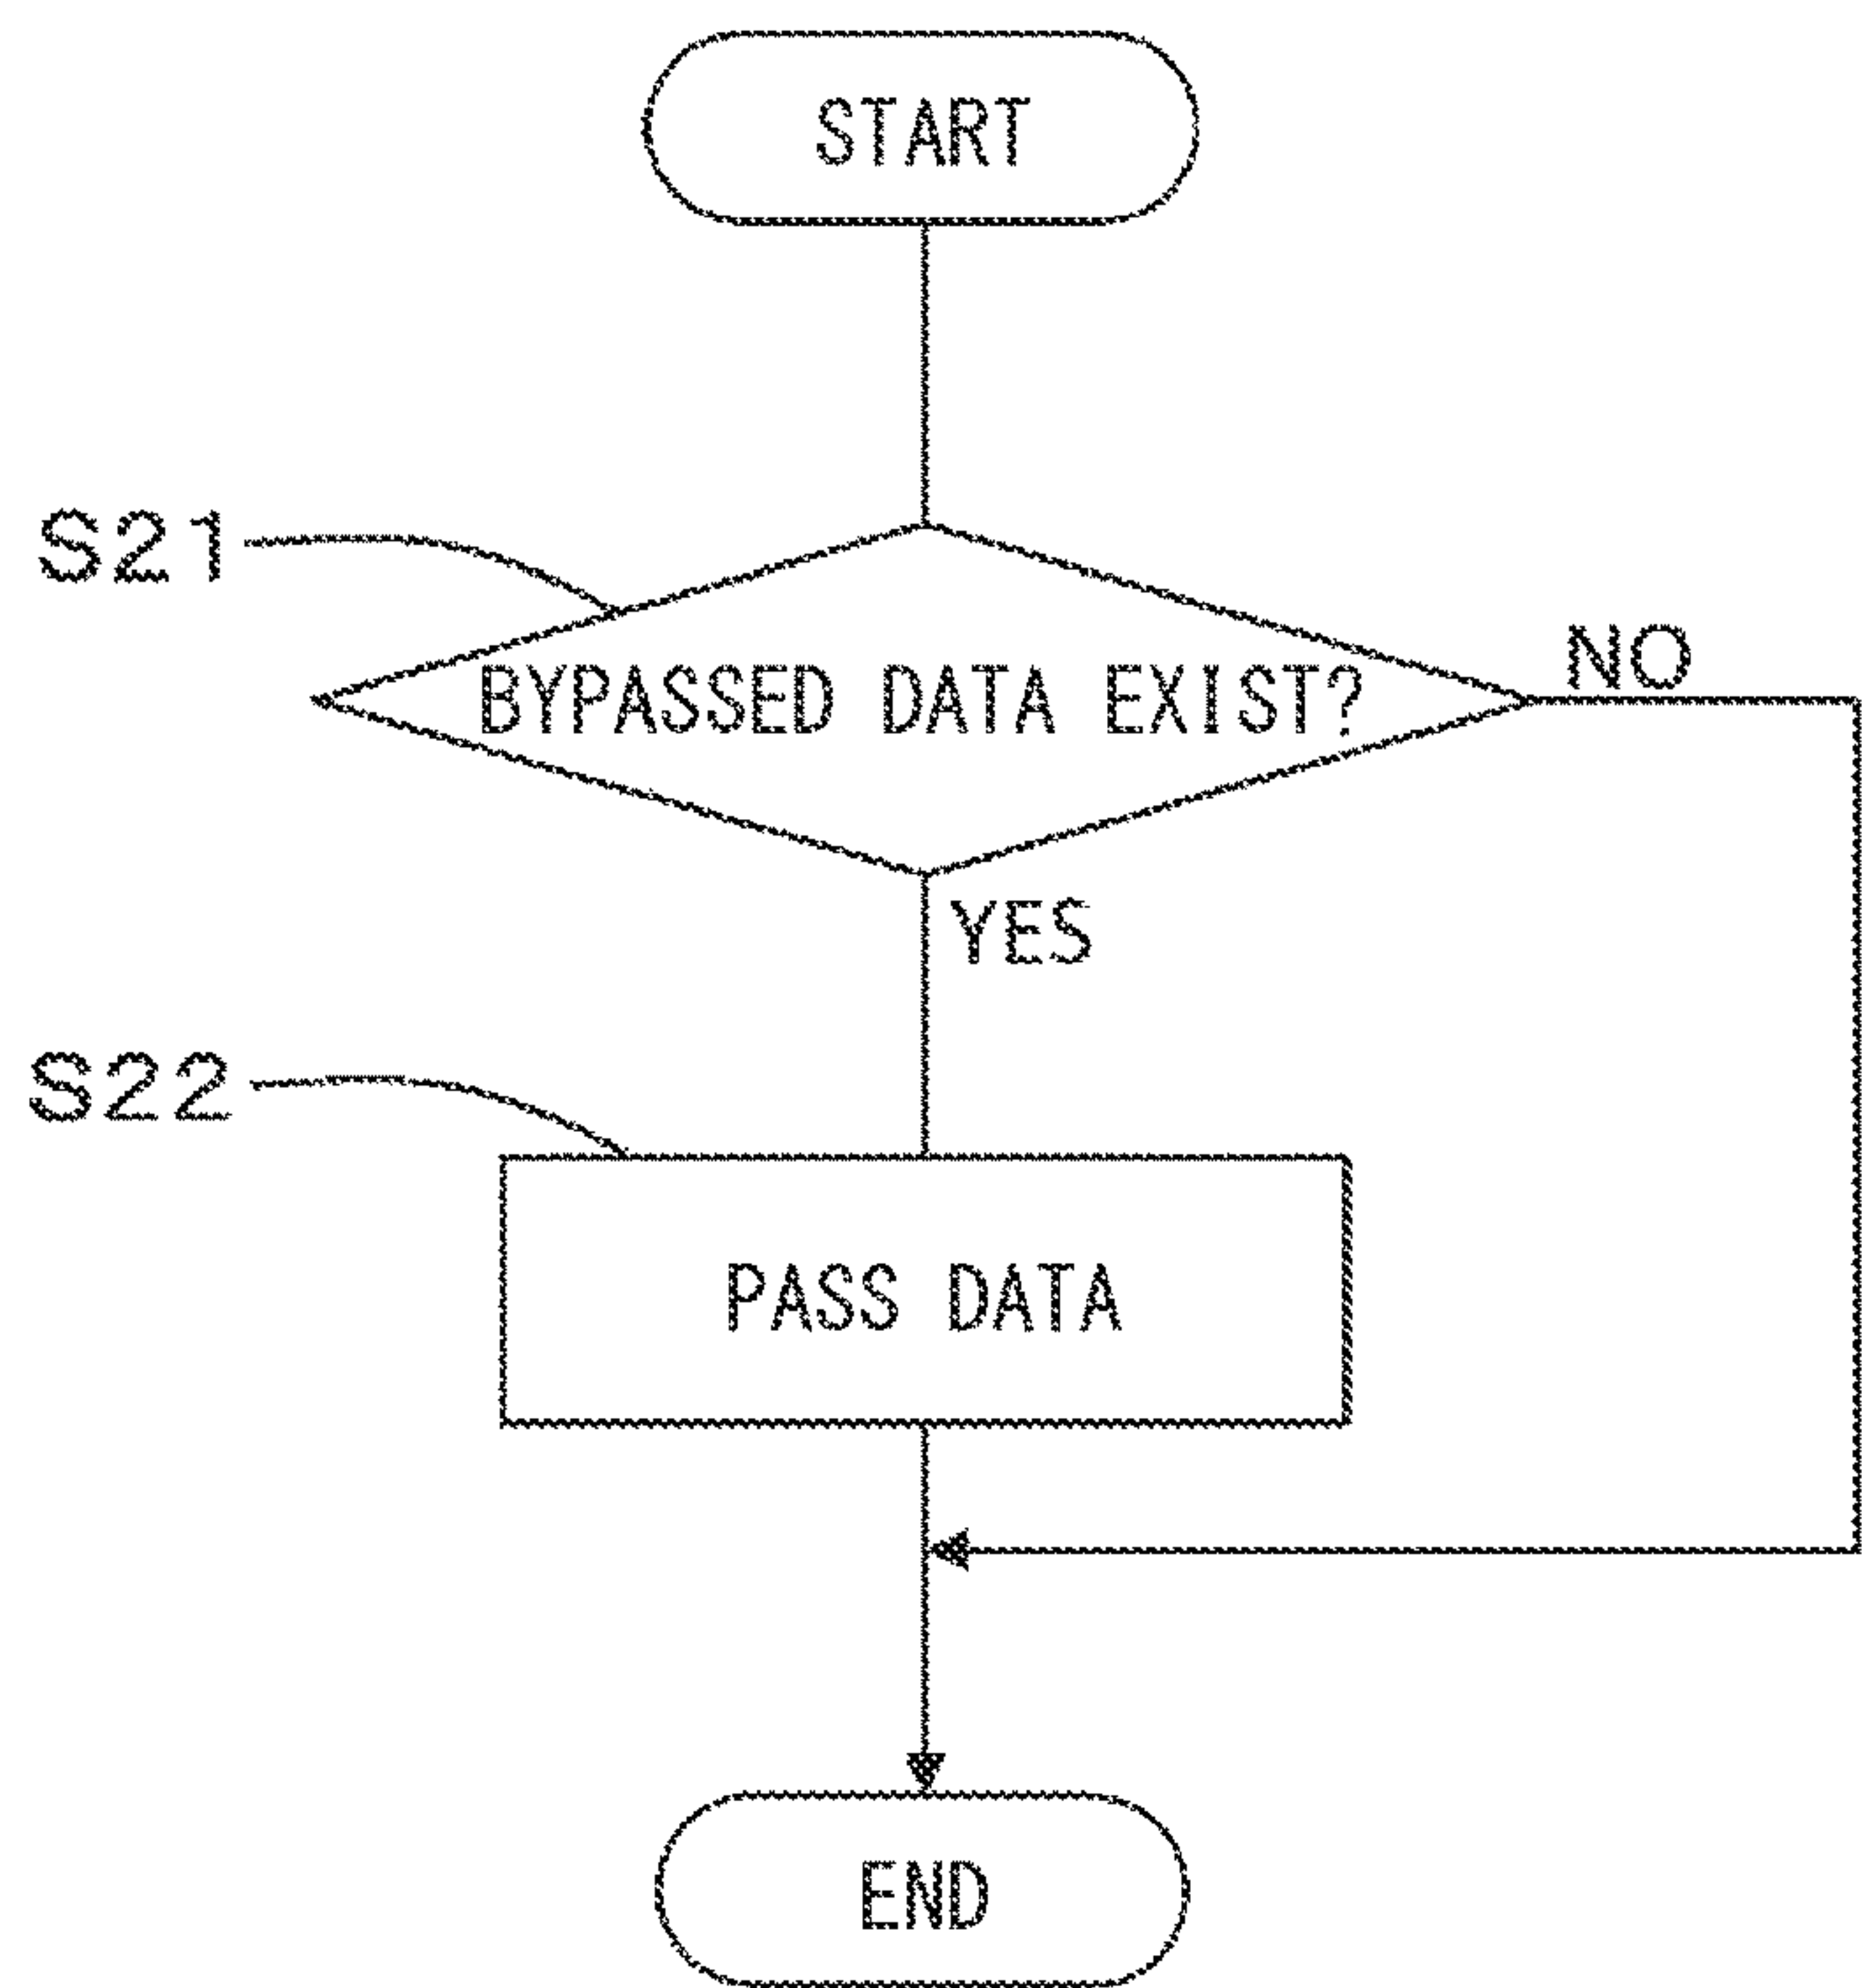 START
S21
BYPASSED DATA EXIST?
NO
YES
S22
PASS DATA
END